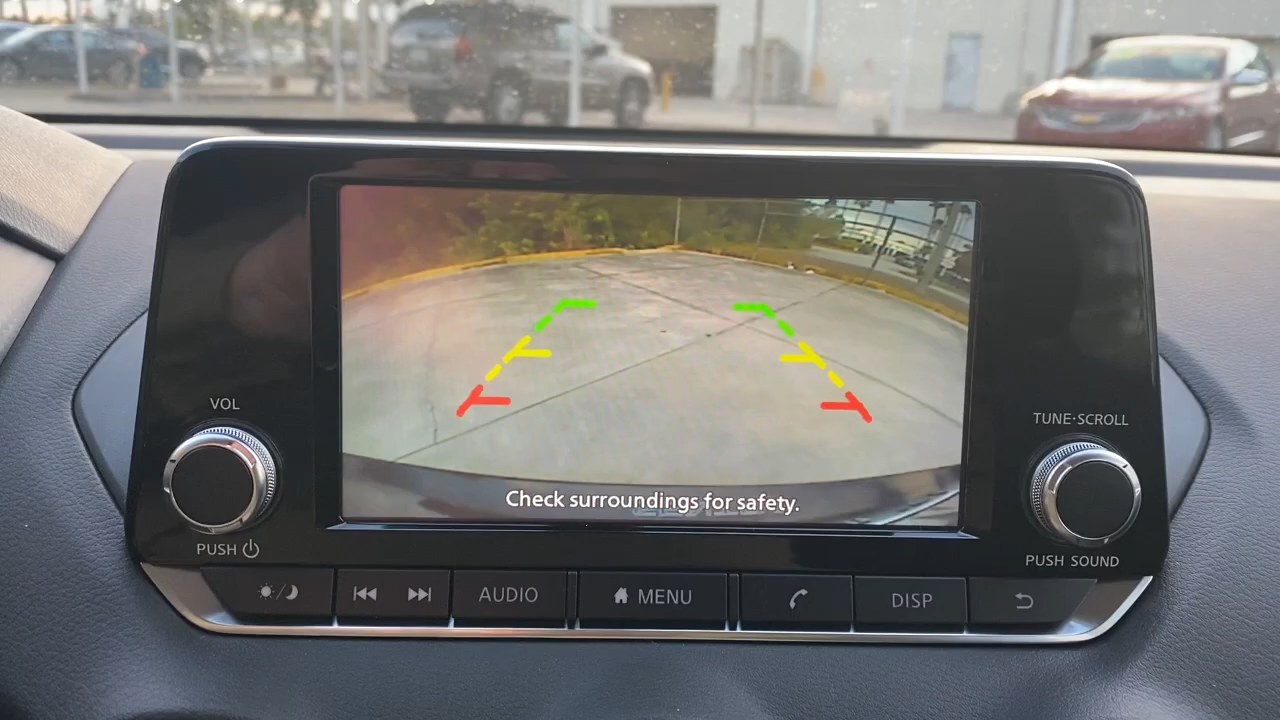 Check surroundings for safety.
VOL
PUSH
TUNE·SCROLL
PUSH SOUND
AUDIO
MENU
DISP